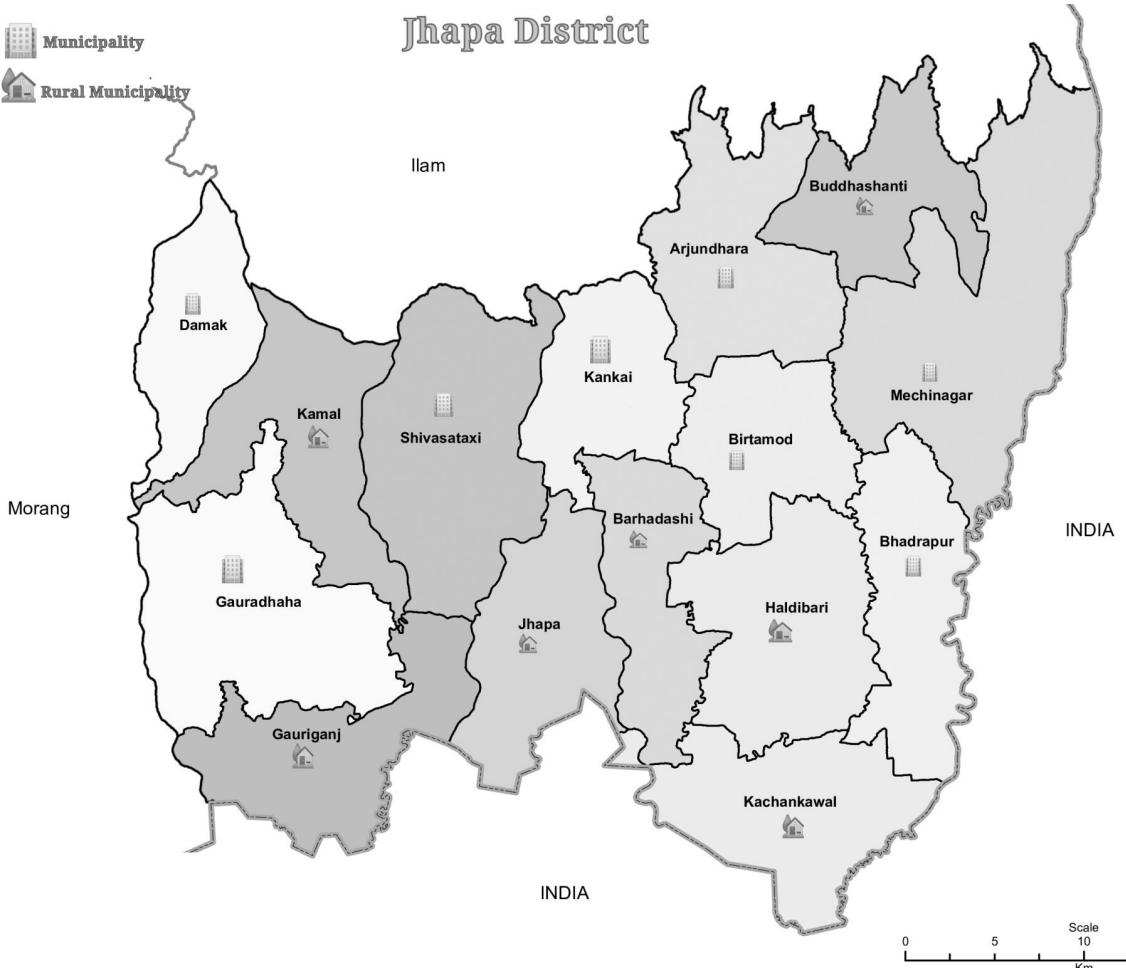 Jhapa District
Municipality
Rural Municipality
Ilam
Buddhashanti
Arjundhara
Damak
Kankai
Mechinagar
Kamal
Shivasataxi
Birtamod
Morang
Barhadashi
INDIA
Bhadrapur
Gauradhaha
Haldibari
Jhapa
Gauriganj
Kachankawal
INDIA
Scale
0 5 10
Km